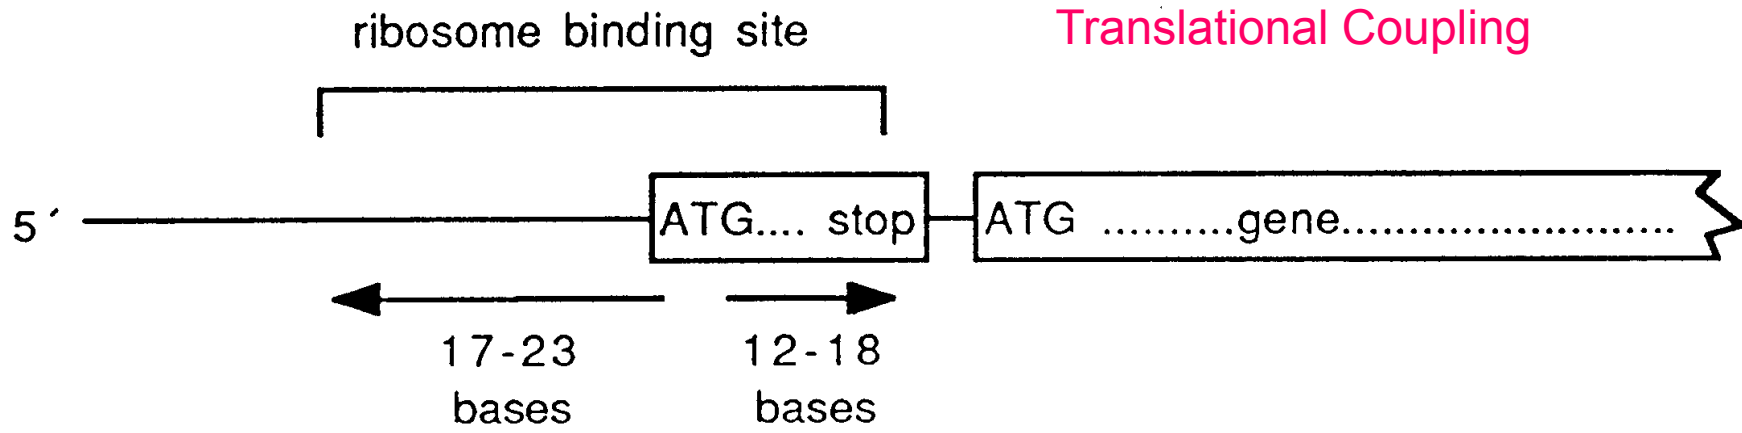 ribosome binding site
Translational Coupling
5´
ATG.... stop
ATG ..........gene.........................
17-23
bases
12-18
bases